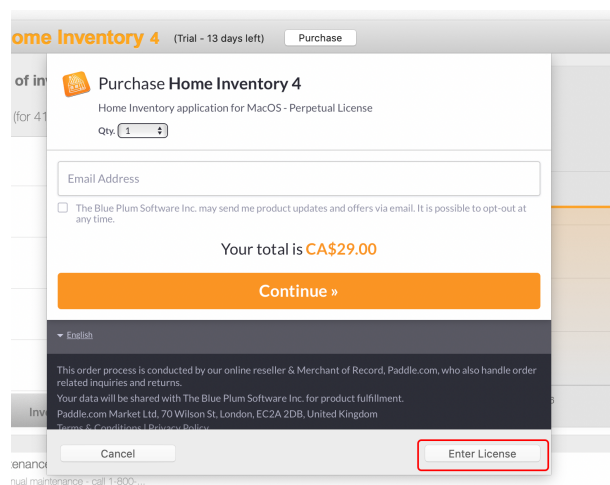 ome Inventory 4 (Trial - 13 days left) Purchase
of in
(for 41
Purchase Home Inventory 4
Home Inventory application for MacOS - Perpetual License
Qty. 1
Email Address
The Blue Plum Software Inc. may send me product updates and offers via email. It is possible to opt-out at
any time.
Your total is CA$29.00
Continue »
English
This order process is conducted by our online reseller & Merchant of Record, Paddle.com, who also handle order
related inquiries and returns.
Your data will be shared with The Blue Plum Software Inc. for product fulfillment.
Paddle.com Market Ltd, 70 Wilson St, London, EC2A 2DB, United Kingdom
Terms & Conditions | Privacy Policy
Inv
Cancel Enter License
enance
nual maintenance - call 1-800-...